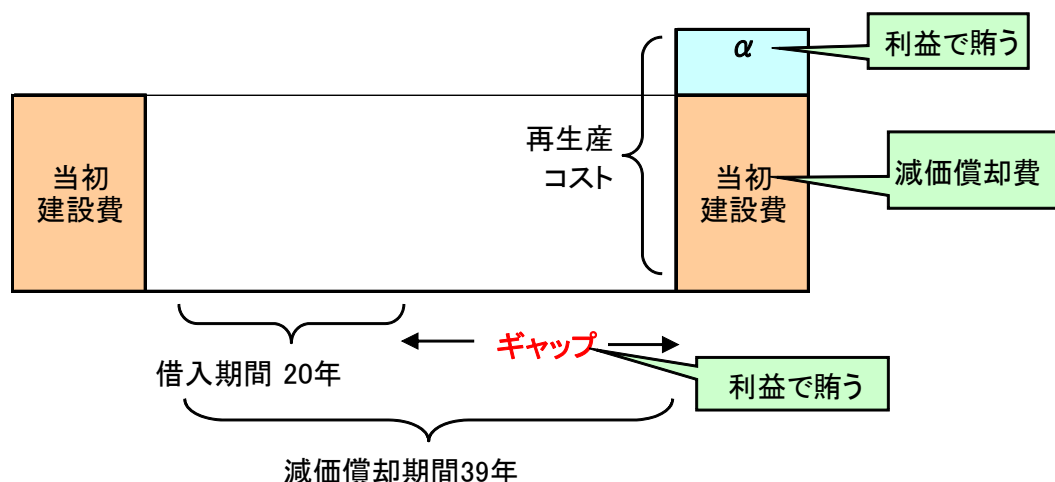 α
利益で賄う
再生産
コスト
当初
建設費
当初
建設費
減価償却費
ギャップ
借入期間 20年
利益で賄う
減価償却期間39年